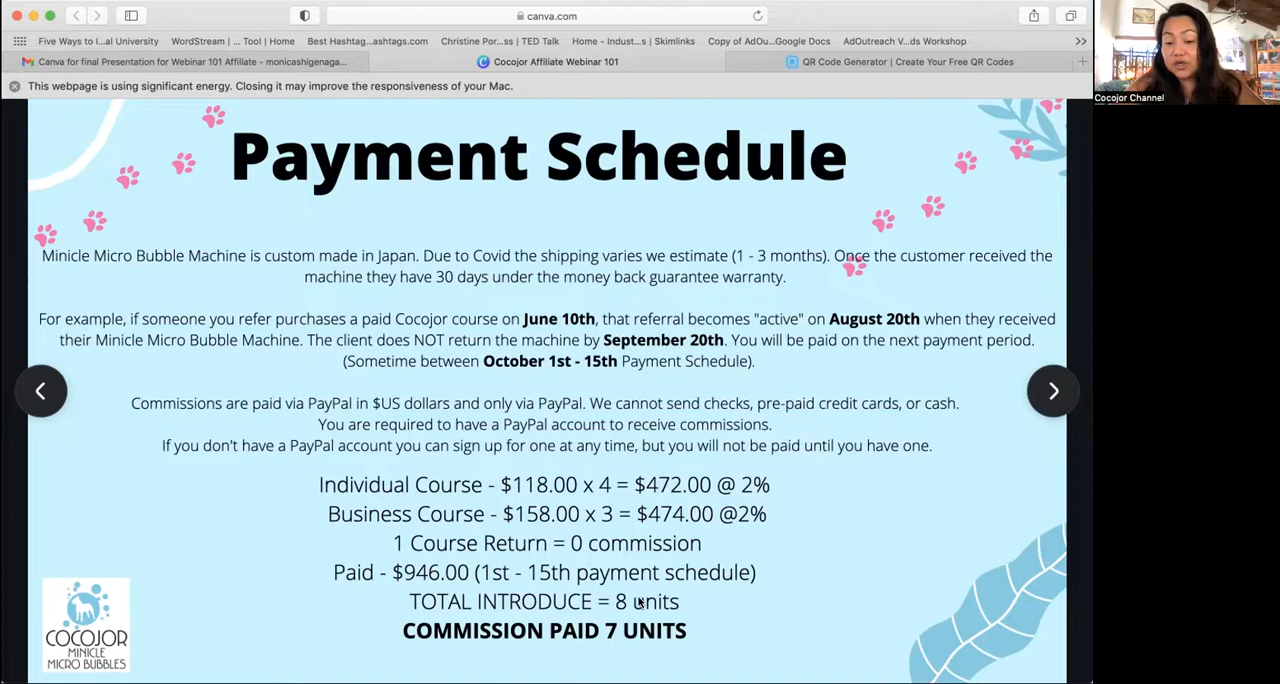 canva.com
Five Ways to I...al University
WordStream | ... Tool | Home
Best Hashtag...ashtags.com
Christine Por...ss | TED Talk
Home - Indust...s | Skimlinks
Copy of AdOu...Google Docs
AdOutreach V...ds Workshop
Canva for final Presentation for Webinar 101 Affiliate - monicashigenaga...
Cocojor Affiliate Webinar 101
QR Code Generator | Create Your Free QR Codes
This webpage is using significant energy. Closing it may improve the responsiveness of your Mac.
Cocojor Channel
Payment Schedule
Minicle Micro Bubble Machine is custom made in Japan. Due to Covid the shipping varies we estimate (1 - 3 months). Once the customer received the
machine they have 30 days under the money back guarantee warranty.
For example, if someone you refer purchases a paid Cocojor course on June 10th, that referral becomes "active" on August 20th when they received
their Minicle Micro Bubble Machine. The client does NOT return the machine by September 20th. You will be paid on the next payment period.
(Sometime between October 1st - 15th Payment Schedule).
Commissions are paid via PayPal in $US dollars and only via PayPal. We cannot send checks, pre-paid credit cards, or cash.
You are required to have a PayPal account to receive commissions.
If you don't have a PayPal account you can sign up for one at any time, but you will not be paid until you have one.
Individual Course - $118.00 x 4 = $472.00 @ 2%
Business Course - $158.00 x 3 = $474.00 @2%
1 Course Return = 0 commission
Paid - $946.00 (1st - 15th payment schedule)
TOTAL INTRODUCE = 8 units
COMMISSION PAID 7 UNITS
COCOJOR
MINICLE
MICRO BUBBLES